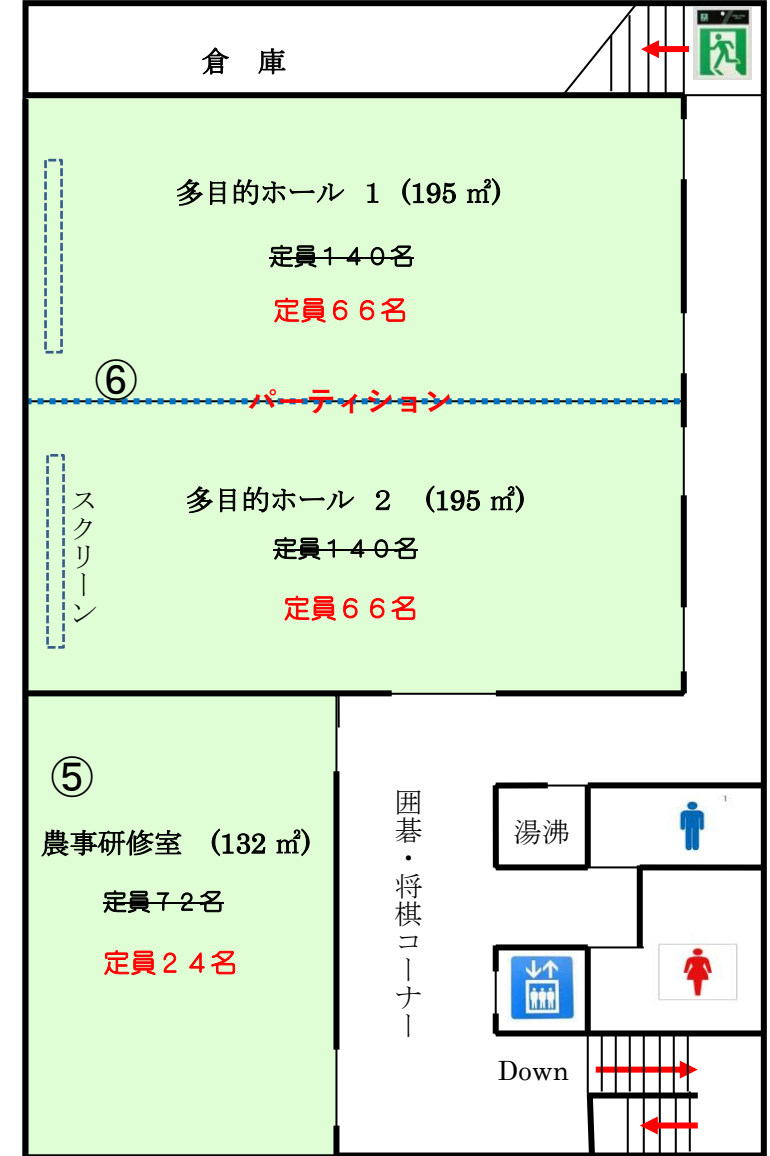 倉　庫
多目的ホール　1　(195 ㎡)
定員１４０名
定員６６名
⑥
パーティション
スクリーン
多目的ホール　2　(195 ㎡)
定員１４０名
定員６６名
⑤
農事研修室　(132 ㎡)
定員７２名
定員２４名
囲碁・将棋コーナー
湯沸
Down